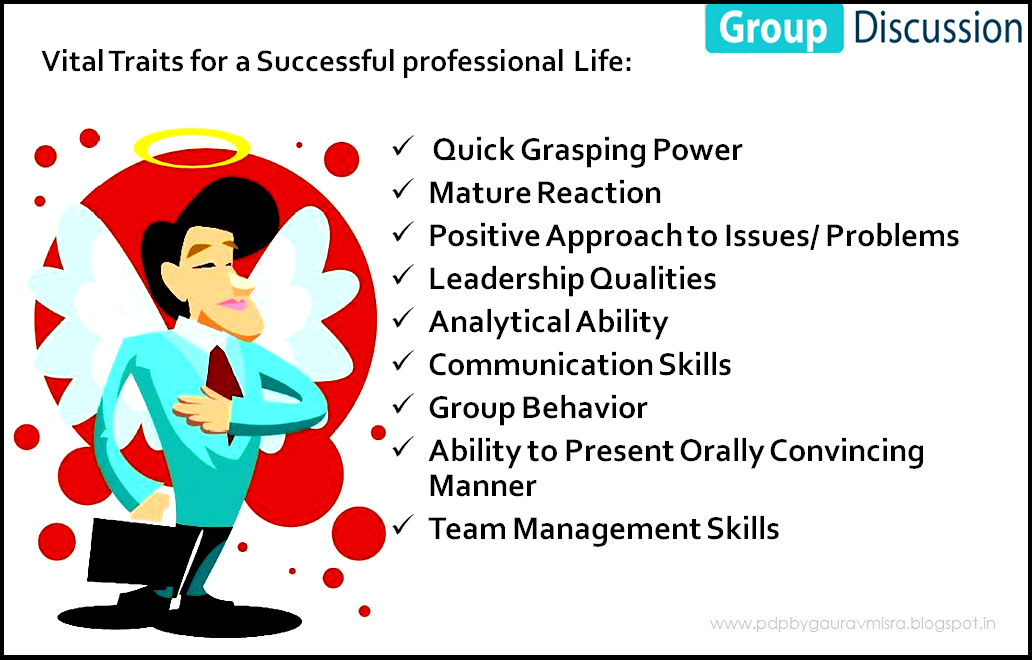 Group Discussion
Vital Traits for a Successful professional Life:
✓ Quick Grasping Power
✓ Mature Reaction
✓ Positive Approach to Issues/ Problems
✓ Leadership Qualities
✓ Analytical Ability
✓ Communication Skills
✓ Group Behavior
✓ Ability to Present Orally Convincing
Manner
✓ Team Management Skills
www.pdpbygauravmisra.blogspot.in